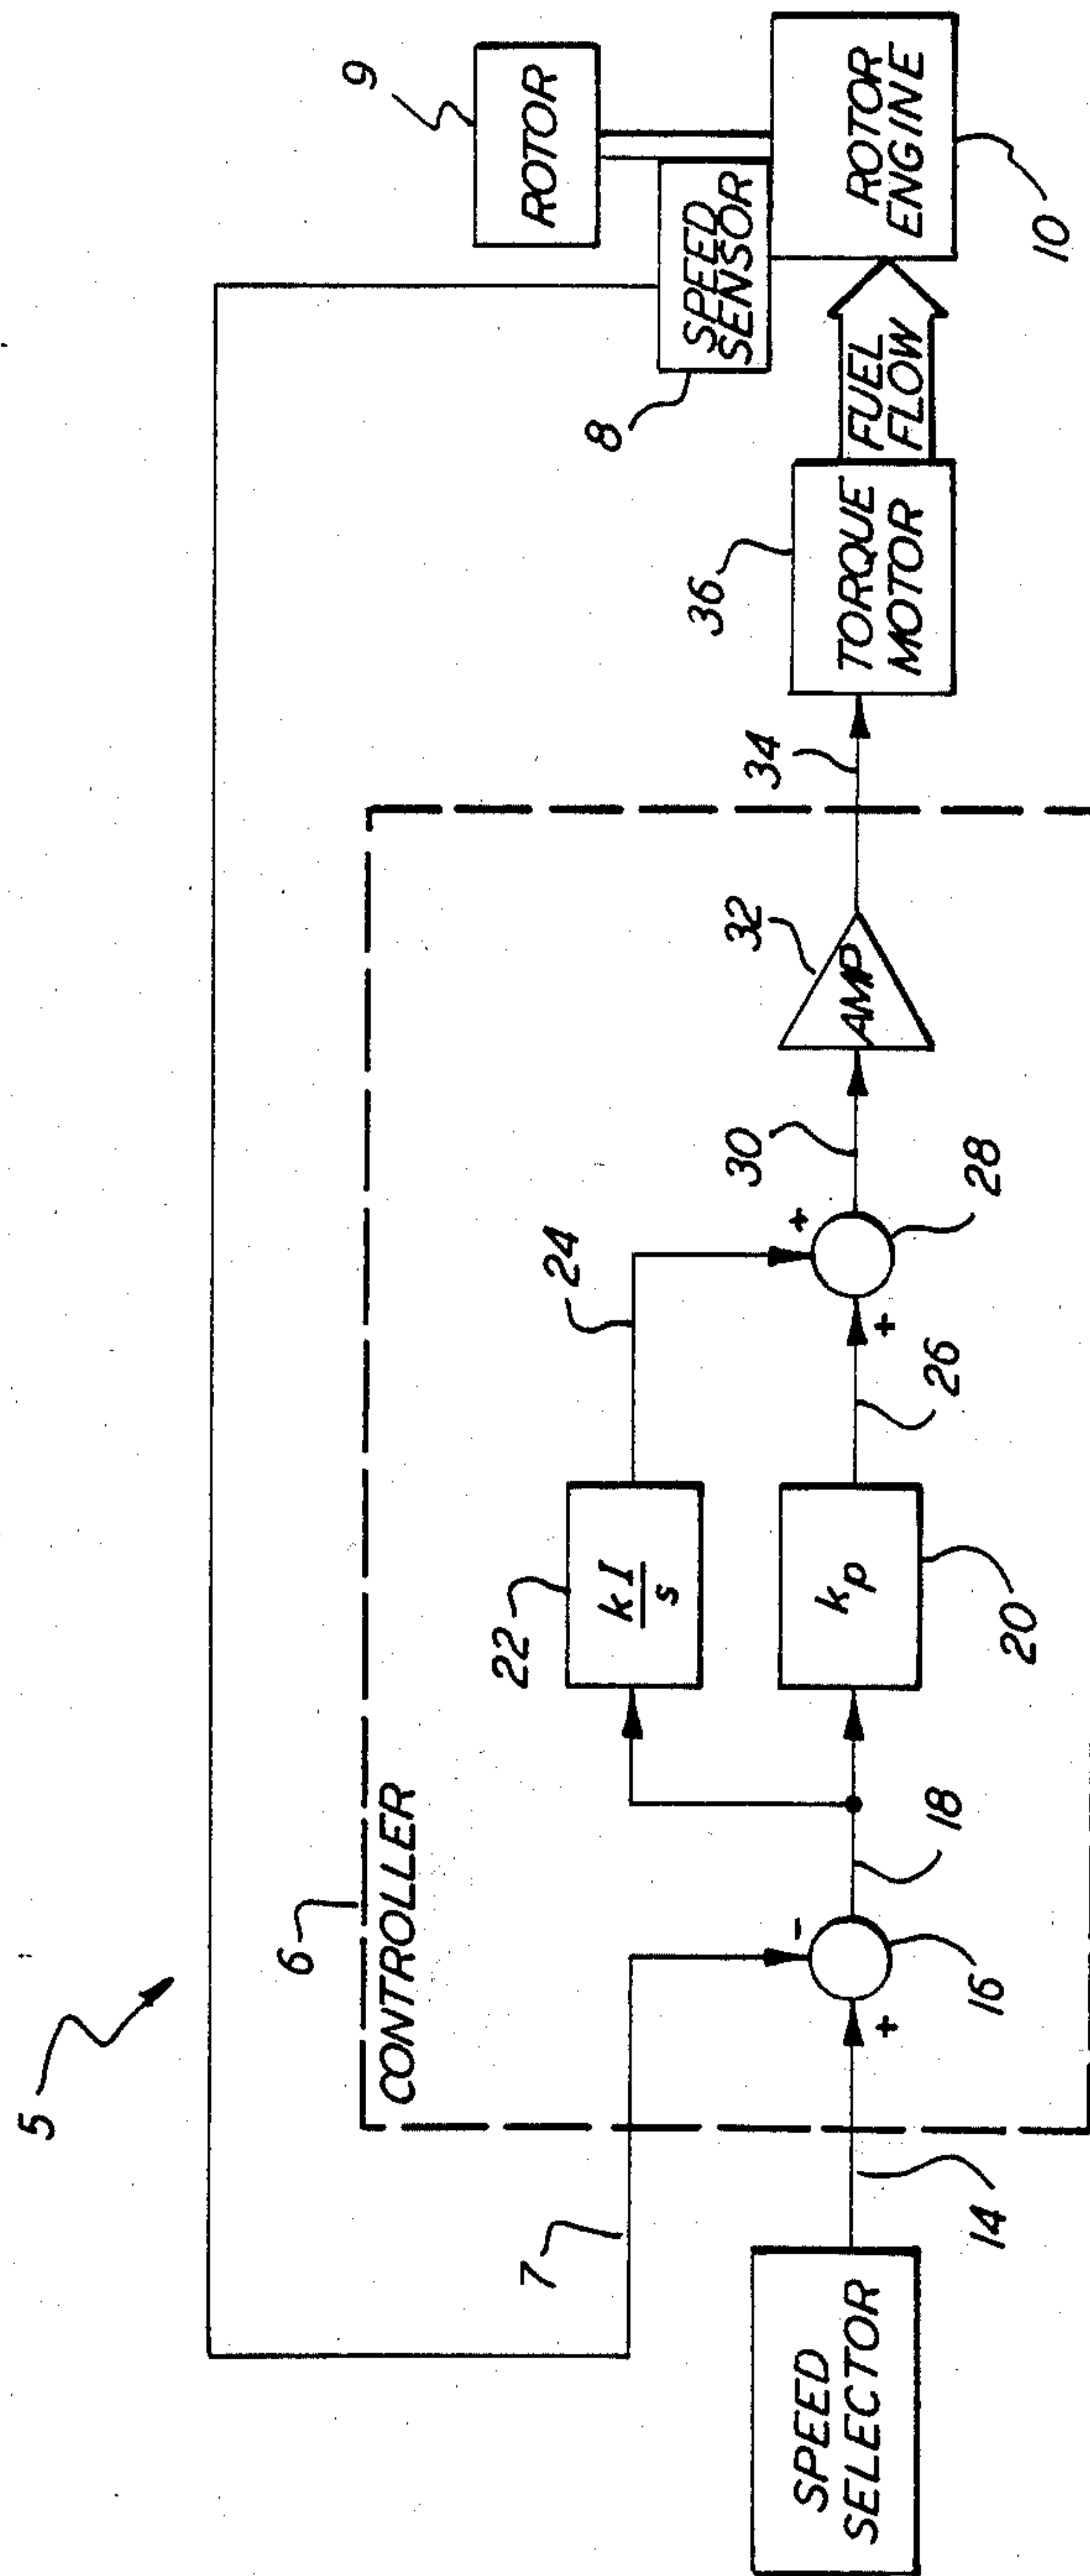 5
6
CONTROLLER
7
SPEED
SELECTOR
14
+
-
16
18
22
kI
s
kp
20
24
26
+
+
28
30
32
AMP
34
36
TORQUE
MOTOR
FUEL
FLOW
8
SPEED
SENSOR
9
ROTOR
ROTOR
ENGINE
10